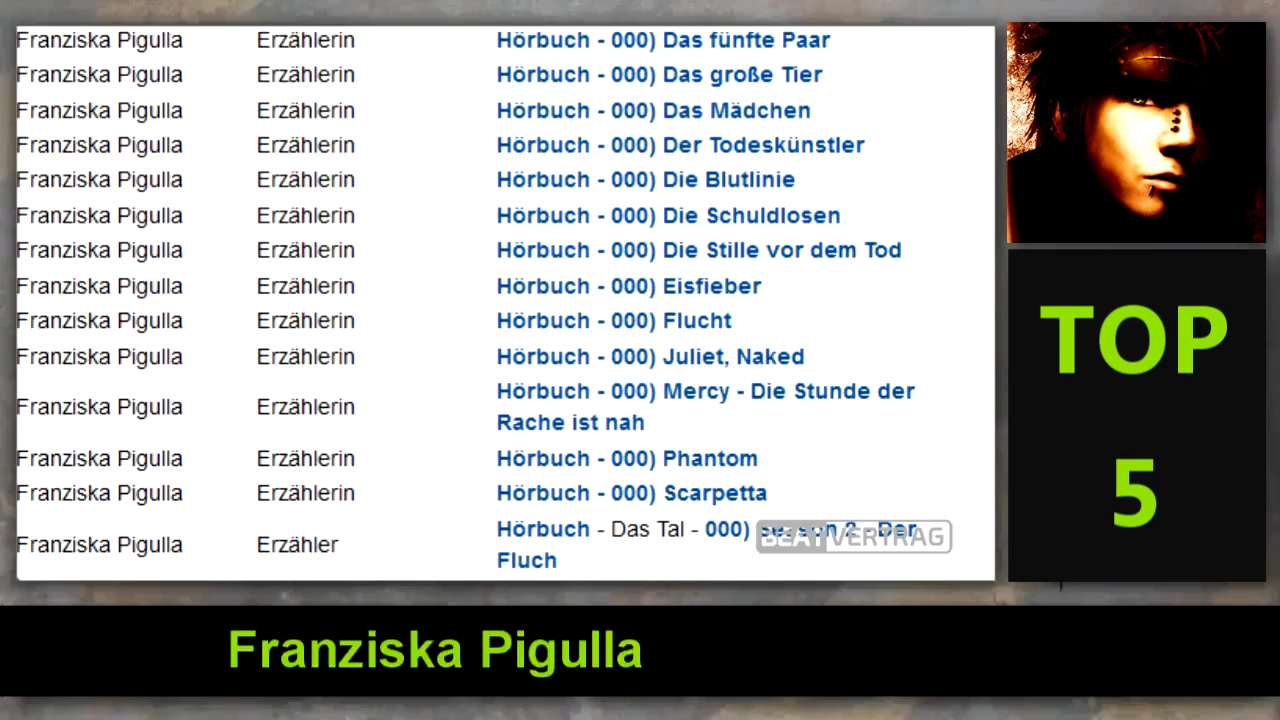 Franziska Pigulla Erzählerin Hörbuch - 000) Das fünfte Paar
Franziska Pigulla Erzählerin Hörbuch - 000) Das große Tier
Franziska Pigulla Erzählerin Hörbuch - 000) Das Mädchen
Franziska Pigulla Erzählerin Hörbuch - 000) Der Todeskünstler
Franziska Pigulla Erzählerin Hörbuch - 000) Die Blutlinie
Franziska Pigulla Erzählerin Hörbuch - 000) Die Schuldlosen
Franziska Pigulla Erzählerin Hörbuch - 000) Die Stille vor dem Tod
Franziska Pigulla Erzählerin Hörbuch - 000) Eisfieber
Franziska Pigulla Erzählerin Hörbuch - 000) Flucht
Franziska Pigulla Erzählerin Hörbuch - 000) Juliet, Naked
Franziska Pigulla Erzählerin Hörbuch - 000) Mercy - Die Stunde der
Rache ist nah
Franziska Pigulla Erzählerin Hörbuch - 000) Phantom
Franziska Pigulla Erzählerin Hörbuch - 000) Scarpetta
Franziska Pigulla Erzähler Hörbuch - Das Tal - 000) season 2 - Der
Fluch
BEATVERTRAG
TOP
5
Franziska Pigulla